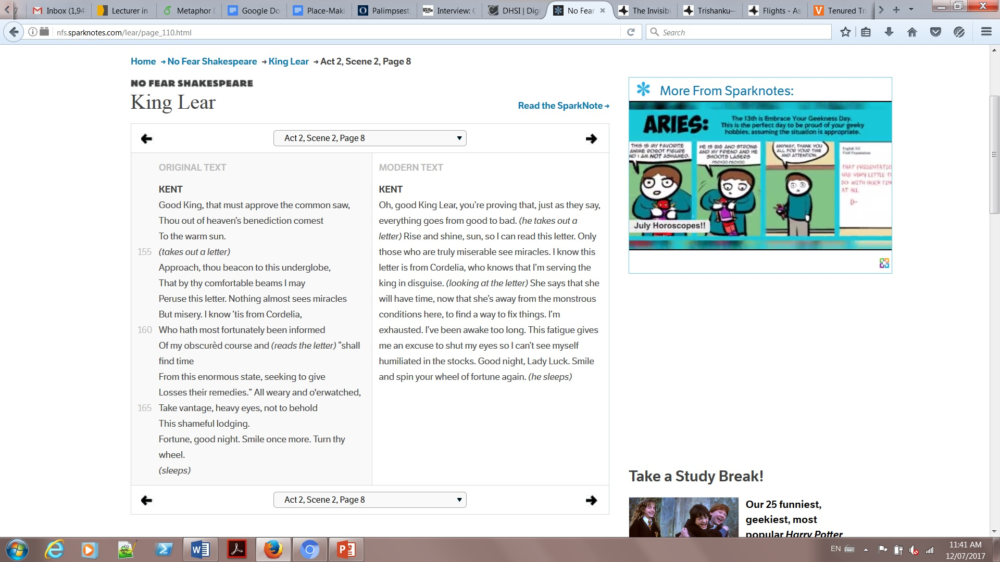 7
Inbox (1,94
Lecturer in
Metaphor D
Google Do
Place-Maki
Palimpsest
Interview: G
DHSI | Digi
No Fear
The Invisibi
Trishanku—
Flights - As
Tenured Tra
nfs.sparknotes.com/lear/page_110.html
Search
Home → No Fear Shakespeare → King Lear → Act 2, Scene 2, Page 8
NO FEAR SHAKESPEARE
King Lear
Read the SparkNote →
Act 2, Scene 2, Page 8
ORIGINAL TEXT
KENT
Good King, that must approve the common saw,
Thou out of heaven’s benediction comest
To the warm sun.
155 (takes out a letter)
Approach, thou beacon to this underglobe,
That by thy comfortable beams I may
Peruse this letter. Nothing almost sees miracles
But misery. I know ’tis from Cordelia,
160 Who hath most fortunately been informed
Of my obscurèd course and (reads the letter) “shall
find time
From this enormous state, seeking to give
Losses their remedies.” All weary and o'erwatched,
165 Take vantage, heavy eyes, not to behold
This shameful lodging.
Fortune, good night. Smile once more. Turn thy
wheel.
(sleeps)
MODERN TEXT
KENT
Oh, good King Lear, you’re proving that, just as they say,
everything goes from good to bad. (he takes out a
letter) Rise and shine, sun, so I can read this letter. Only
those who are truly miserable see miracles. I know this
letter is from Cordelia, who knows that I’m serving the
king in disguise. (looking at the letter) She says that she
will have time, now that she’s away from the monstrous
conditions here, to find a way to fix things. I’m
exhausted. I’ve been awake too long. This fatigue gives
me an excuse to shut my eyes so I can’t see myself
humiliated in the stocks. Good night, Lady Luck. Smile
and spin your wheel of fortune again. (he sleeps)
Act 2, Scene 2, Page 8
More From Sparknotes:
ARIES:
The 13th is Embrace Your Geekness Day.
This is the perfect day to be proud of your geeky
hobbies, assuming the situation is appropriate.
THIS IS MY FAVORITE
ANIME ROBOT FIGURE
ND I AM NOT ASHAMED.
HE IS BIG AND STRONG
AND MY FRIEND AND HE
SHOOTS LASERS
PSCHOO PSCHOO
ANYWAY, THANK YOU
ALL FOR YOUR TIME
AND ATTENTION.
English 301
Final Presentation
THAT PRESENTATIO
HAD VERY LITTLE T
DO WITH HUCK FIN
AT ALL
D-
July Horoscopes!!
Take a Study Break!
Our 25 funniest,
geekiest, most
popular Harry Potter
EN
11:41 AM
12/07/2017